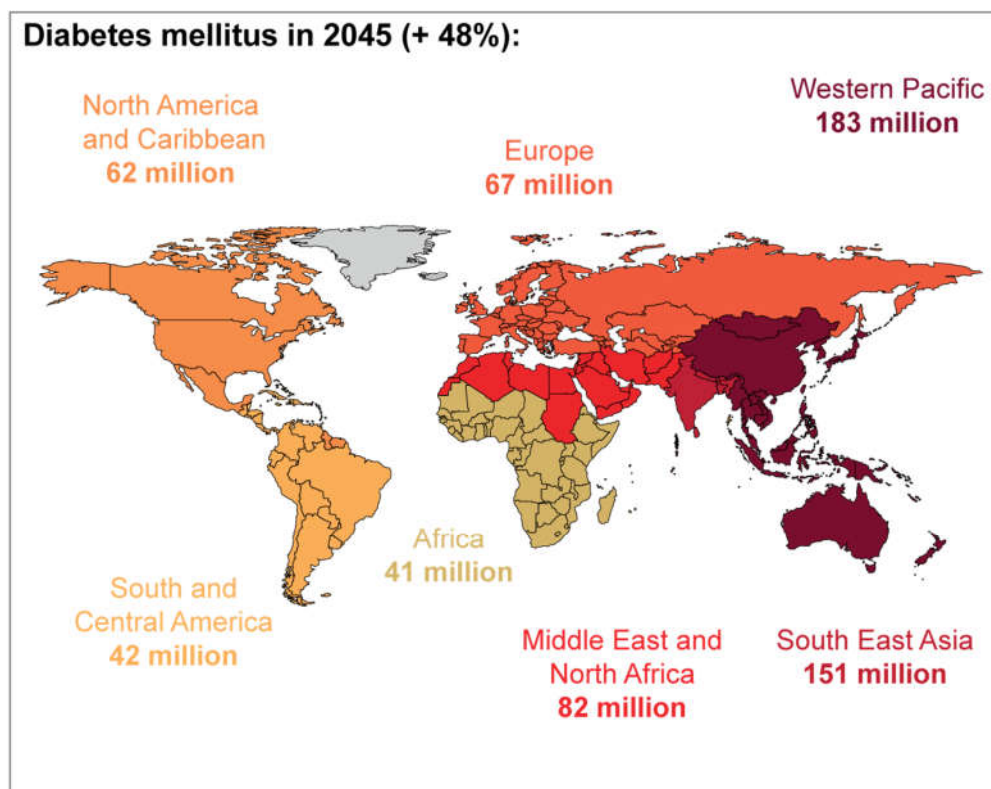 Diabetes mellitus in 2045 (+ 48%):
North America
and Caribbean
62 million
Western Pacific
183 million
Europe
67 million
Africa
41 million
South and
Central America
42 million
Middle East and
North Africa
82 million
South East Asia
151 million